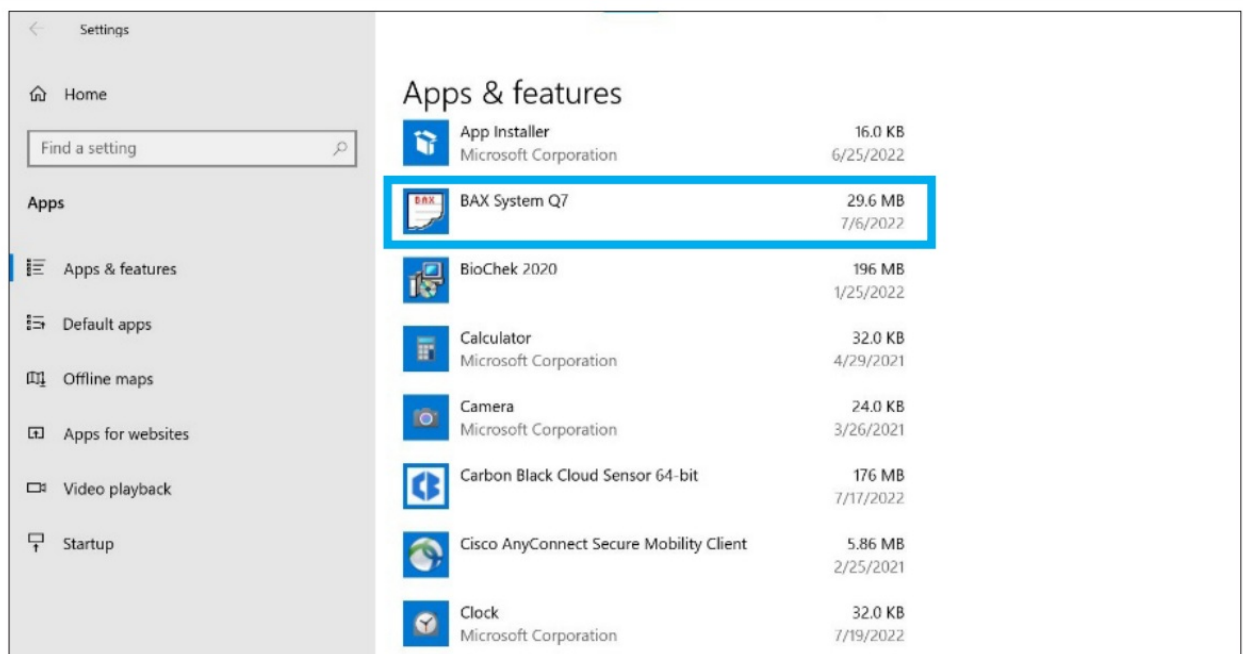 Settings
Home
Find a setting
Apps
Apps & features
Default apps
Offline maps
Apps for websites
Video playback
Startup
Apps & features
App Installer 16.0 KB
Microsoft Corporation 6/25/2022
BAX
BAX System Q7 29.6 MB
7/6/2022
BioChek 2020 196 MB
1/25/2022
Calculator 32.0 KB
Microsoft Corporation 4/29/2021
Camera 24.0 KB
Microsoft Corporation 3/26/2021
Carbon Black Cloud Sensor 64-bit 176 MB
7/17/2022
Cisco AnyConnect Secure Mobility Client 5.86 MB
2/25/2021
Clock 32.0 KB
Microsoft Corporation 7/19/2022